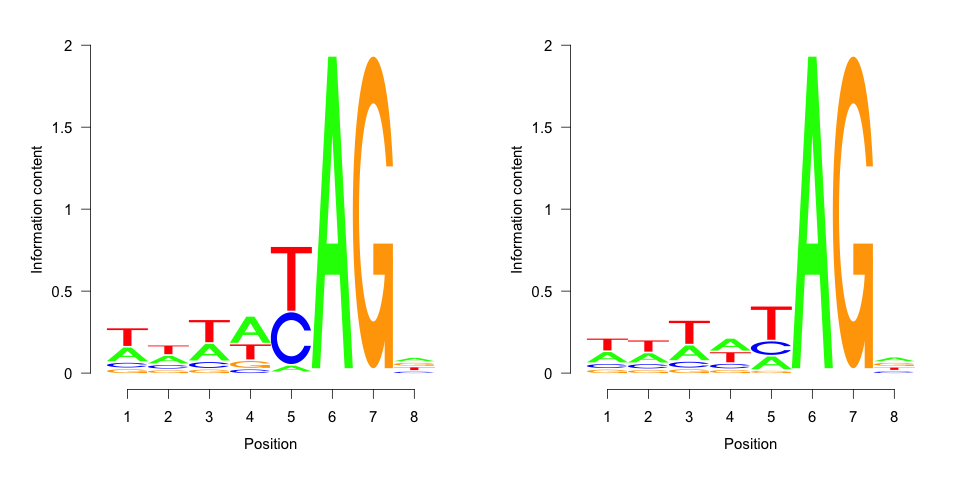 2
1.5
1
0.5
0
Information content
T T T A T A G A
A A A T C G
C C C G A T
G G G C C
1 2 3 4 5 6 7 8
Position
2
1.5
1
0.5
0
Information content
T T T A T A G A
A A A T C G
C C C C A T
G G G G G C
1 2 3 4 5 6 7 8
Position